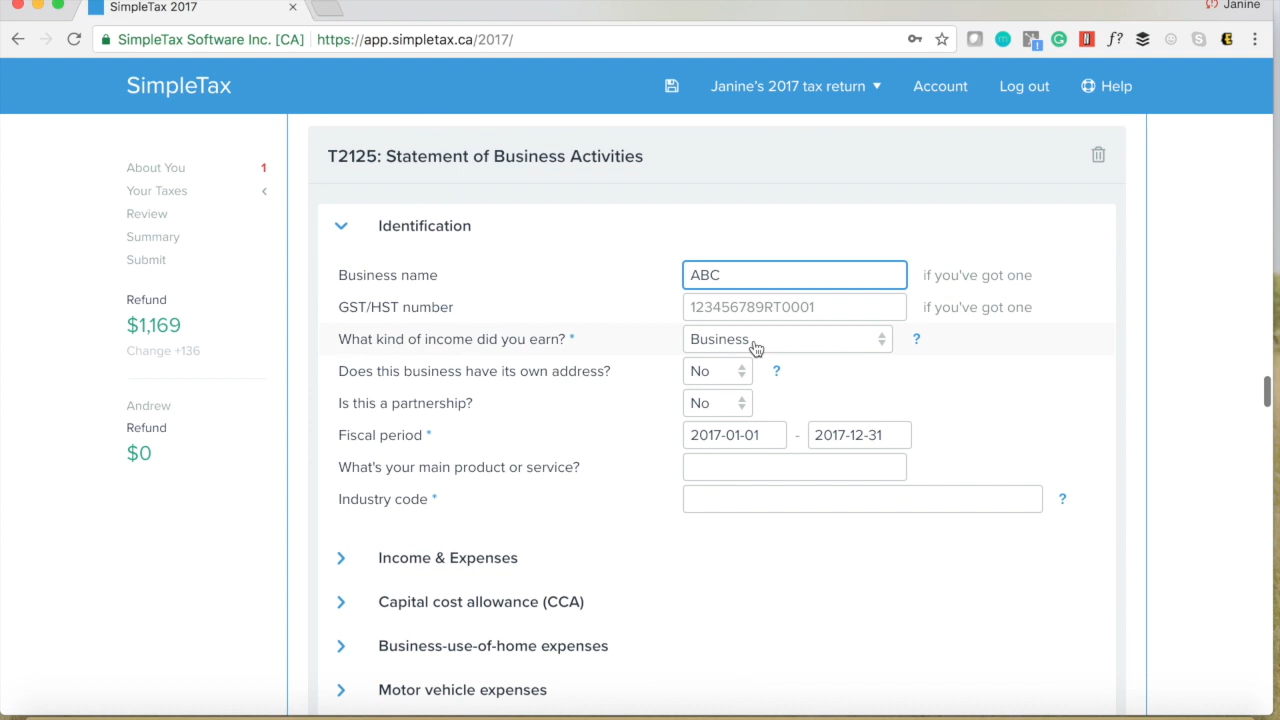 SimpleTax 2017
Janine
SimpleTax Software Inc. [CA] https://app.simpletax.ca/2017/
SimpleTax
Janine's 2017 tax return
Account
Log out
Help
About You 1
Your Taxes
Review
Summary
Submit
Refund
$1,169
Change +136
Andrew
Refund
$0
T2125: Statement of Business Activities
Identification
Business name ABC if you've got one
GST/HST number 123456789RT0001 if you've got one
What kind of income did you earn? * Business ?
Does this business have its own address? No ?
Is this a partnership? No
Fiscal period * 2017-01-01 - 2017-12-31
What's your main product or service?
Industry code * ?
Income & Expenses
Capital cost allowance (CCA)
Business-use-of-home expenses
Motor vehicle expenses